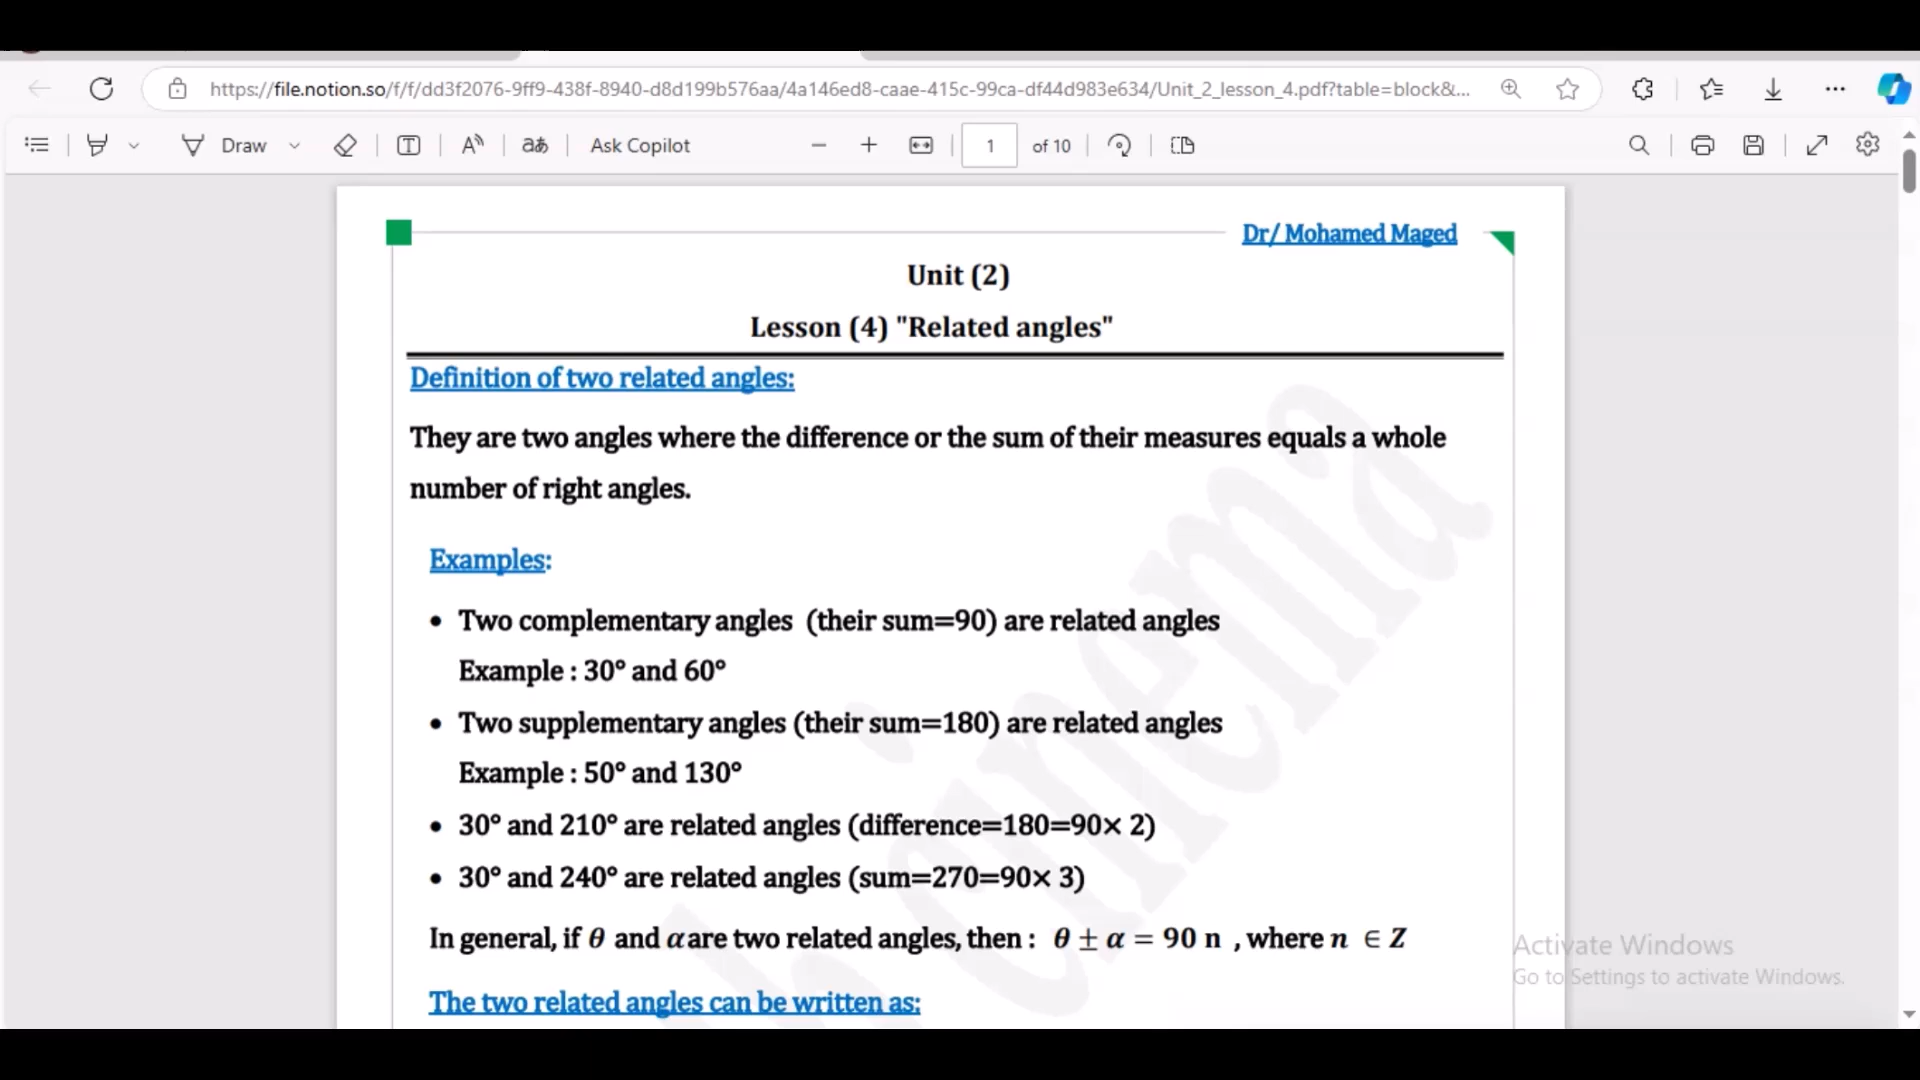 https://file.notion.so/f/f/dd3f2076-9ff9-438f-8940-d8d199b576aa/4a146ed8-caae-415c-99ca-df44d983e634/Unit_2_lesson_4.pdf?table=block&...
Draw
Ask Copilot
1 of 10
Dr/ Mohamed Maged
Unit (2)
Lesson (4) "Related angles"
Definition of two related angles:
They are two angles where the difference or the sum of their measures equals a whole
number of right angles.
Examples:
• Two complementary angles (their sum=90) are related angles
Example : 30° and 60°
• Two supplementary angles (their sum=180) are related angles
Example : 50° and 130°
• 30° and 210° are related angles (difference=180=90× 2)
• 30° and 240° are related angles (sum=270=90× 3)
In general, if θ and α are two related angles, then : θ ± α = 90 n , where n ∈ Z
Activate Windows
Go to Settings to activate Windows.
The two related angles can be written as: